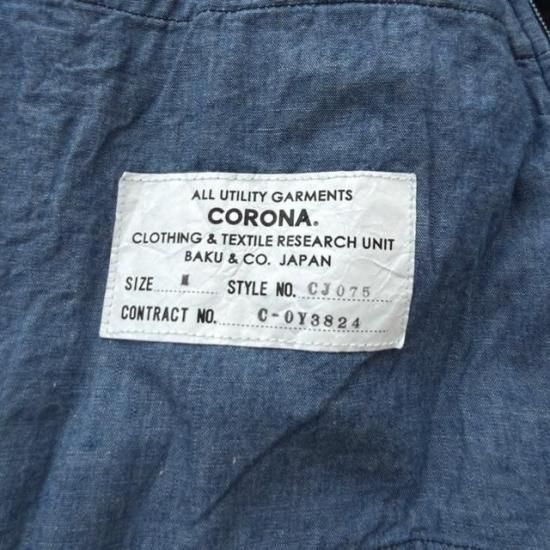 ALL UTILITY GARMENTS
CORONA.
CLOTHING & TEXTILE RESEARCH UNIT
BAKU & CO. JAPAN
SIZE M STYLE NO. CJ075
CONTRACT NO. C-0Y3824